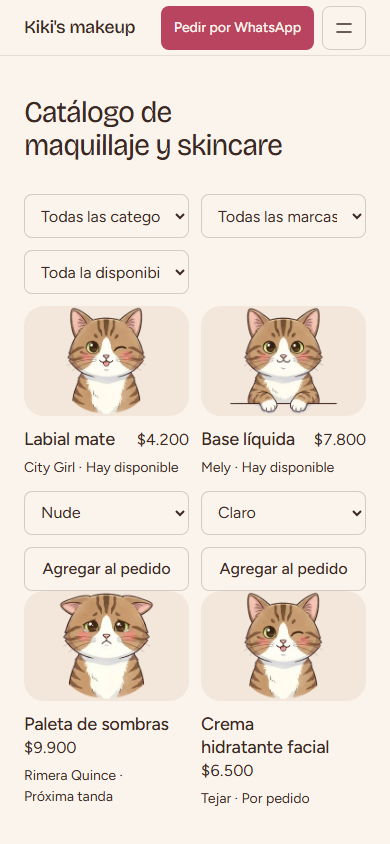 Kiki's makeup
Pedir por WhatsApp
Catálogo de
maquillaje y skincare
Todas las catego
Todas las marcas
Toda la disponibi
Labial mate $4.200
City Girl · Hay disponible
Base líquida $7.800
Mely · Hay disponible
Nude
Claro
Agregar al pedido
Agregar al pedido
Paleta de sombras
$9.900
Rimera Quince ·
Próxima tanda
Crema
hidratante facial
$6.500
Tejar · Por pedido